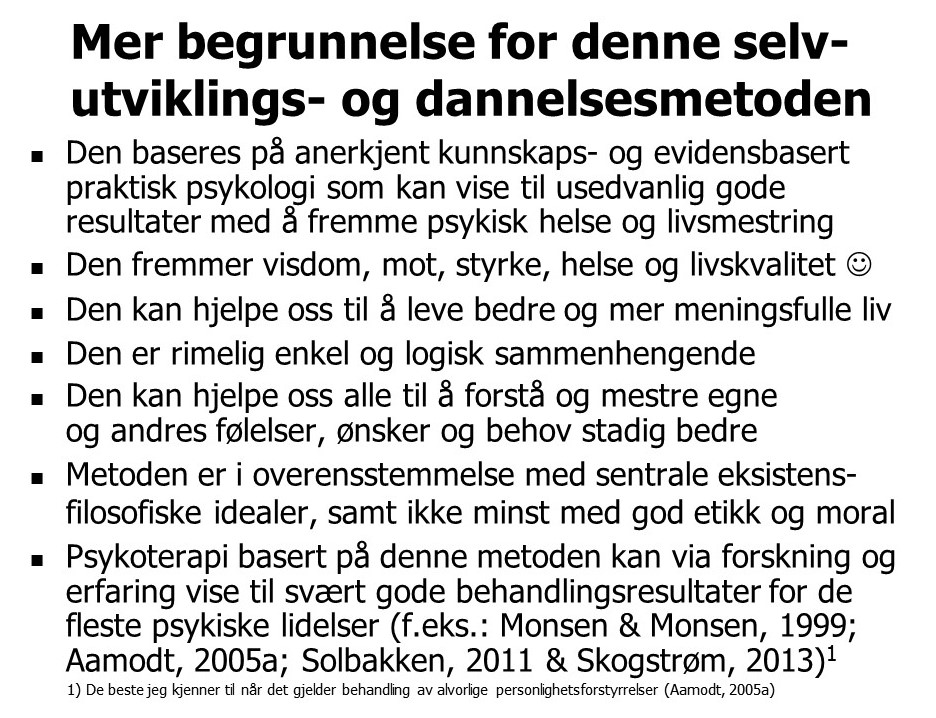 Mer begrunnelse for denne selv-
utviklings- og dannelsesmetoden
■ Den baseres på anerkjent kunnskaps- og evidensbasert
praktisk psykologi som kan vise til usedvanlig gode
resultater med å fremme psykisk helse og livsmestring
■ Den fremmer visdom, mot, styrke, helse og livskvalitet ☺
■ Den kan hjelpe oss til å leve bedre og mer meningsfulle liv
■ Den er rimelig enkel og logisk sammenhengende
■ Den kan hjelpe oss alle til å forstå og mestre egne
og andres følelser, ønsker og behov stadig bedre
■ Metoden er i overensstemmelse med sentrale eksistens-
filosofiske idealer, samt ikke minst med god etikk og moral
■ Psykoterapi basert på denne metoden kan via forskning og
erfaring vise til svært gode behandlingsresultater for de
fleste psykiske lidelser (f.eks.: Monsen & Monsen, 1999;
Aamodt, 2005a; Solbakken, 2011 & Skogstrøm, 2013)¹
1) De beste jeg kjenner til når det gjelder behandling av alvorlige personlighetsforstyrrelser (Aamodt, 2005a)